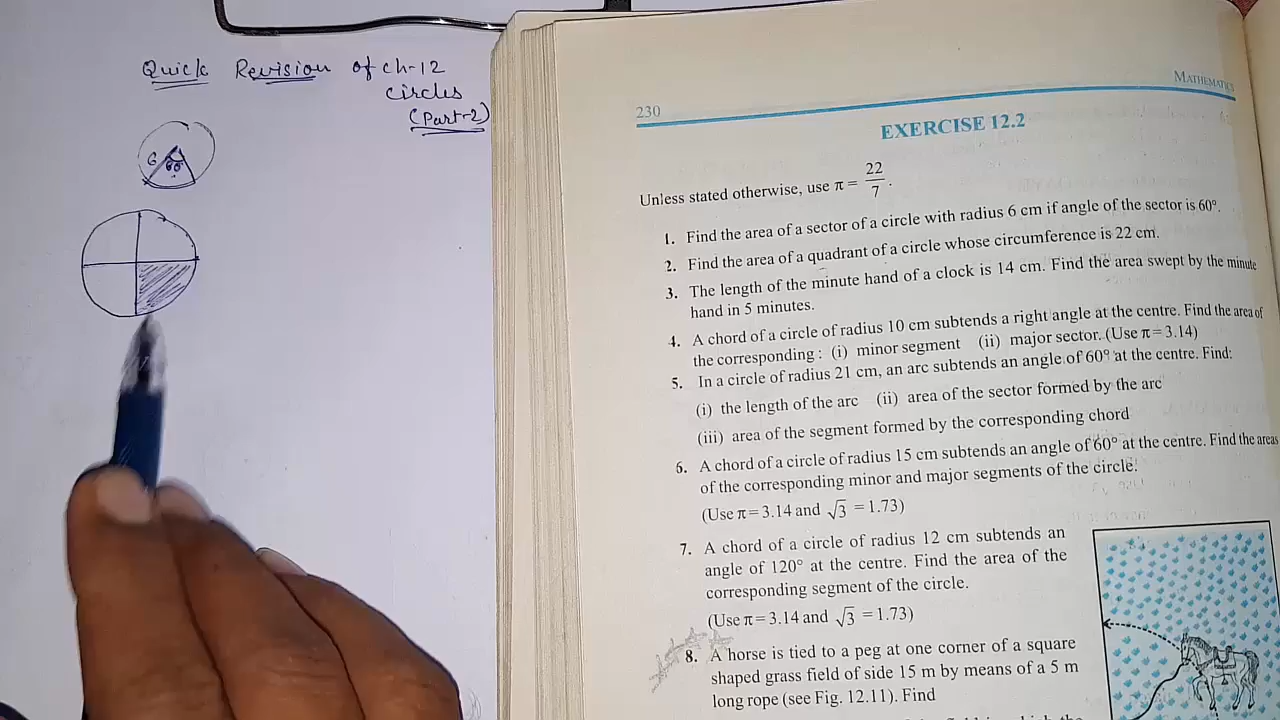 Quick Revision of Ch-12
circles
(Part-2)
6
60°
230
MATHEMATICS
EXERCISE 12.2
Unless stated otherwise, use π = 22/7.
1. Find the area of a sector of a circle with radius 6 cm if angle of the sector is 60°.
2. Find the area of a quadrant of a circle whose circumference is 22 cm.
3. The length of the minute hand of a clock is 14 cm. Find the area swept by the minute
hand in 5 minutes.
4. A chord of a circle of radius 10 cm subtends a right angle at the centre. Find the area of
the corresponding : (i) minor segment (ii) major sector. (Use π = 3.14)
5. In a circle of radius 21 cm, an arc subtends an angle of 60° at the centre. Find:
(i) the length of the arc (ii) area of the sector formed by the arc
(iii) area of the segment formed by the corresponding chord
6. A chord of a circle of radius 15 cm subtends an angle of 60° at the centre. Find the areas
of the corresponding minor and major segments of the circle.
(Use π = 3.14 and √3 = 1.73)
7. A chord of a circle of radius 12 cm subtends an
angle of 120° at the centre. Find the area of the
corresponding segment of the circle.
(Use π = 3.14 and √3 = 1.73)
8. A horse is tied to a peg at one corner of a square
shaped grass field of side 15 m by means of a 5 m
long rope (see Fig. 12.11). Find